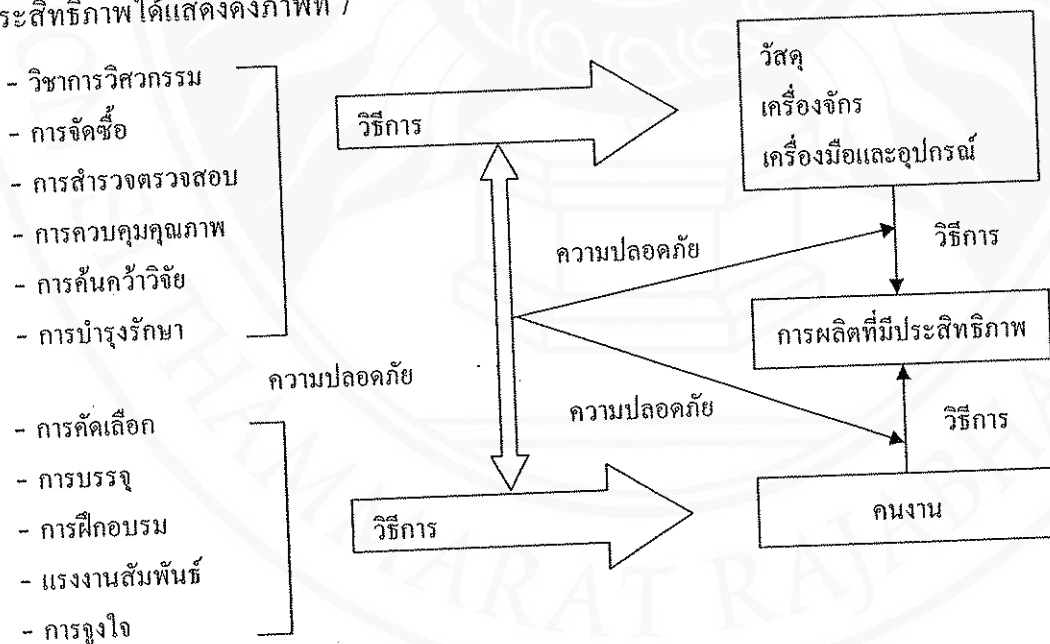 ระสิทธิภาพได้แสดงดังภาพที่ 7
- วิชาการวิศวกรรม
- การจัดซื้อ
- การสำรวจตรวจสอบ
- การควบคุมคุณภาพ
- การค้นคว้าวิจัย
- การบำรุงรักษา
วิธีการ
วัสดุ
เครื่องจักร
เครื่องมือและอุปกรณ์
ความปลอดภัย
วิธีการ
การผลิตที่มีประสิทธิภาพ
ความปลอดภัย
ความปลอดภัย
วิธีการ
- การคัดเลือก
- การบรรจุ
- การฝึกอบรม
- แรงงานสัมพันธ์
- การจูงใจ
วิธีการ
คนงาน
THAMMARAT RAJABHA